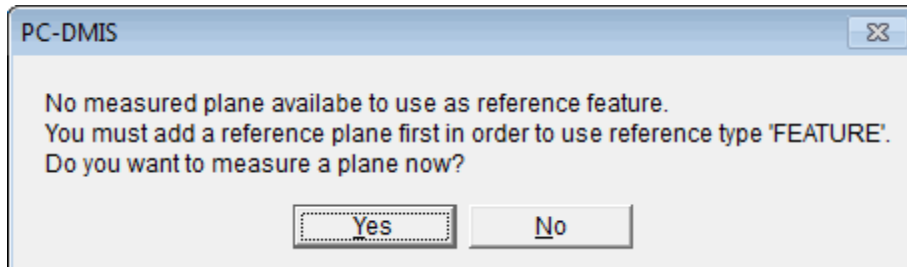 PC-DMIS
No measured plane availabe to use as reference feature.
You must add a reference plane first in order to use reference type 'FEATURE'.
Do you want to measure a plane now?
Yes
No